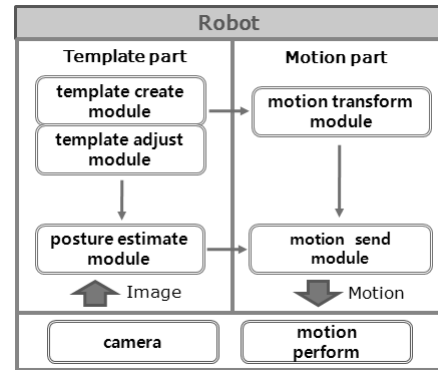 Robot
Template part
template create
module
template adjust
module
posture estimate
module
Image
Motion part
motion transform
module
motion send
module
Motion
camera
motion
perform